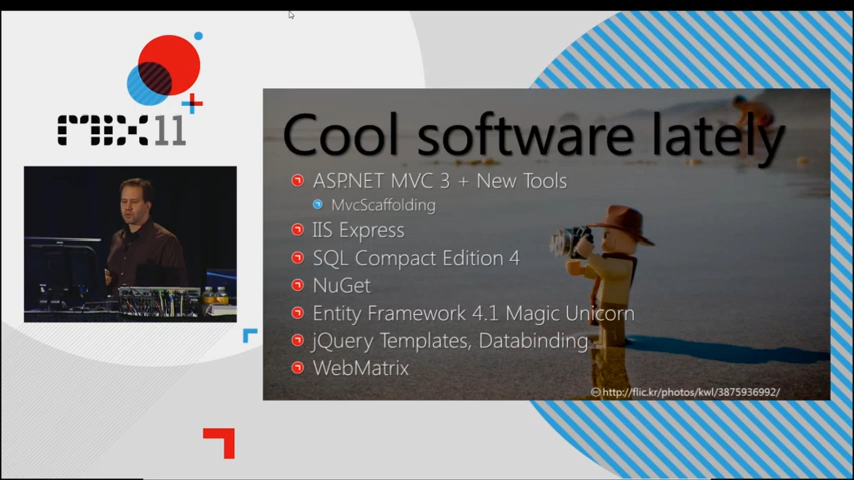 MIX11
Cool software lately
ASP.NET MVC 3 + New Tools
MvcScaffolding
IIS Express
SQL Compact Edition 4
NuGet
Entity Framework 4.1 Magic Unicorn
jQuery Templates, Databinding
WebMatrix
http://flic.kr/photos/kwl/3875936992/